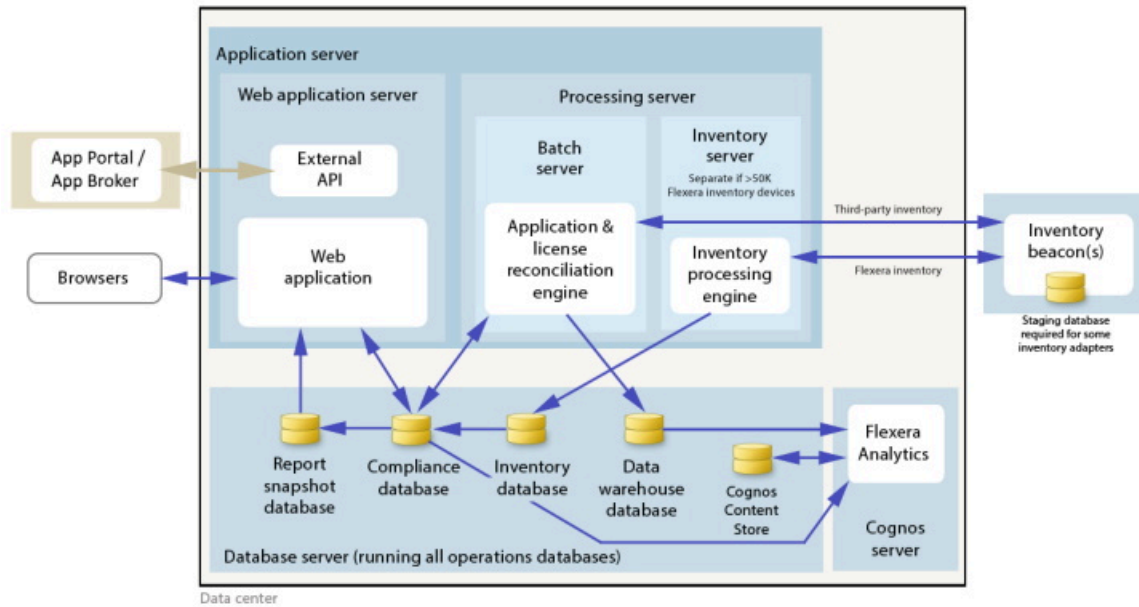 Application server
Web application server
Processing server
App Portal /
App Broker
External
API
Batch
server
Inventory
server
Separate if >50K
Flexera inventory devices
Third-party inventory
Browsers
Web
application
Application &
license
reconciliation
engine
Inventory
processing
engine
Flexera inventory
Inventory
beacon(s)
Staging database
required for some
inventory adapters
Report
snapshot
database
Compliance
database
Inventory
database
Data
warehouse
database
Cognos
Content
Store
Flexera
Analytics
Cognos
server
Database server (running all operations databases)
Data center